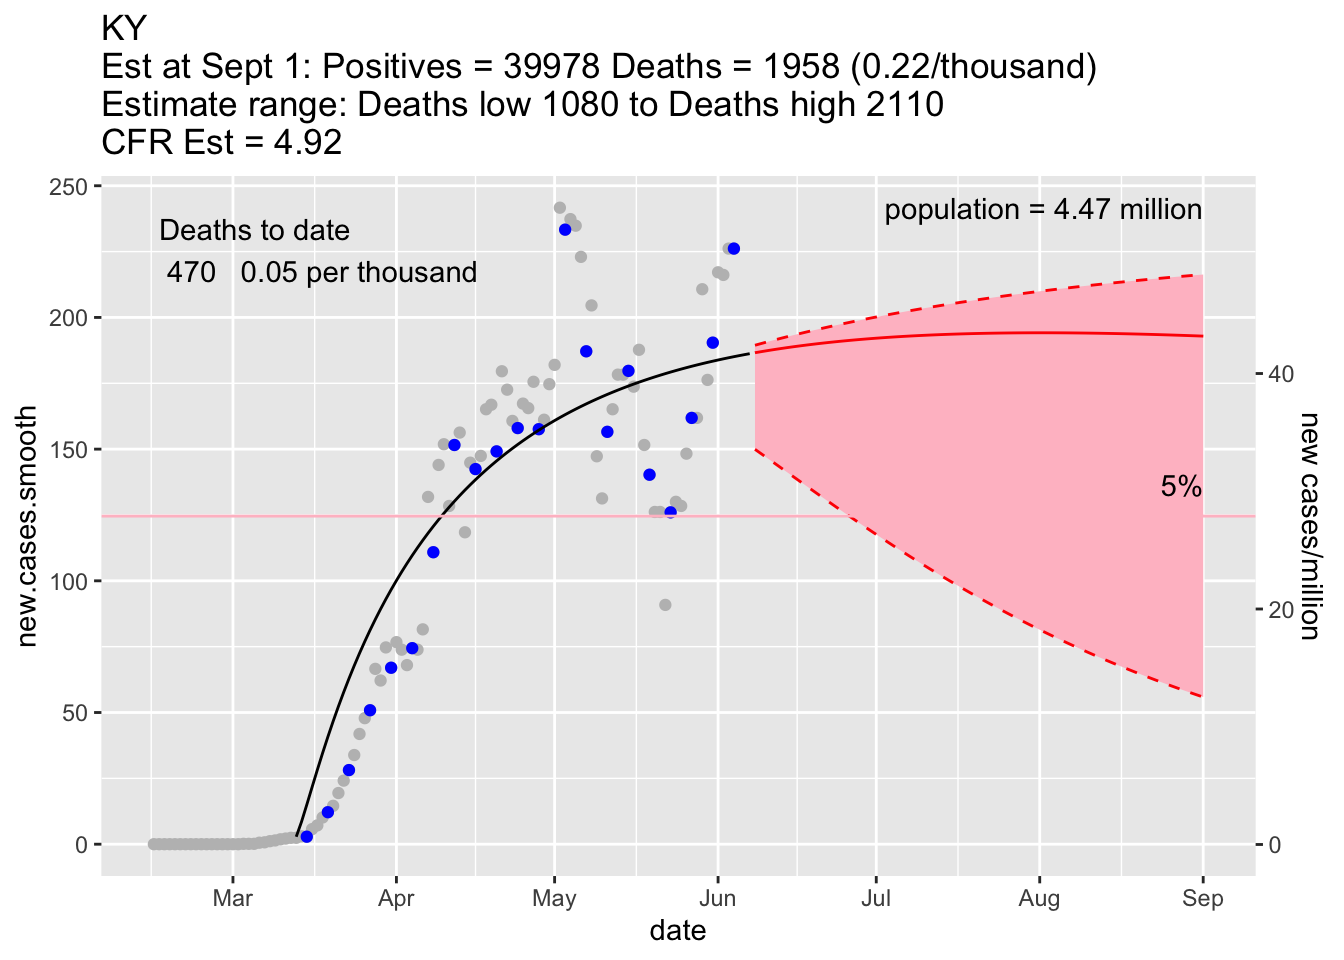 KY
Est at Sept 1: Positives = 39978 Deaths = 1958 (0.22/thousand)
Estimate range: Deaths low 1080 to Deaths high 2110
CFR Est = 4.92
250
200
150
100
50
0
new.cases.smooth
Deaths to date
470 0.05 per thousand
population = 4.47 million
5%
40
20
0
new cases/million
Mar Apr May Jun Jul Aug Sep
date